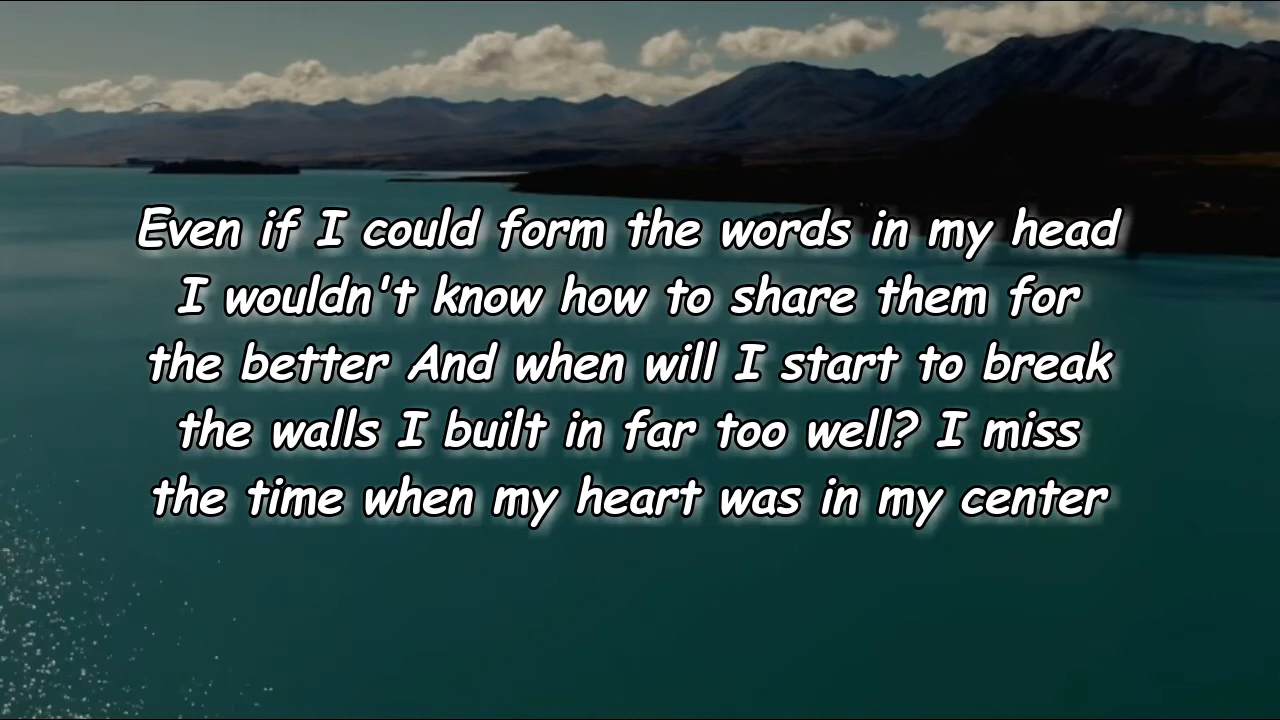 Even if I could form the words in my head
I wouldn't know how to share them for
the better And when will I start to break
the walls I built in far too well? I miss
the time when my heart was in my center